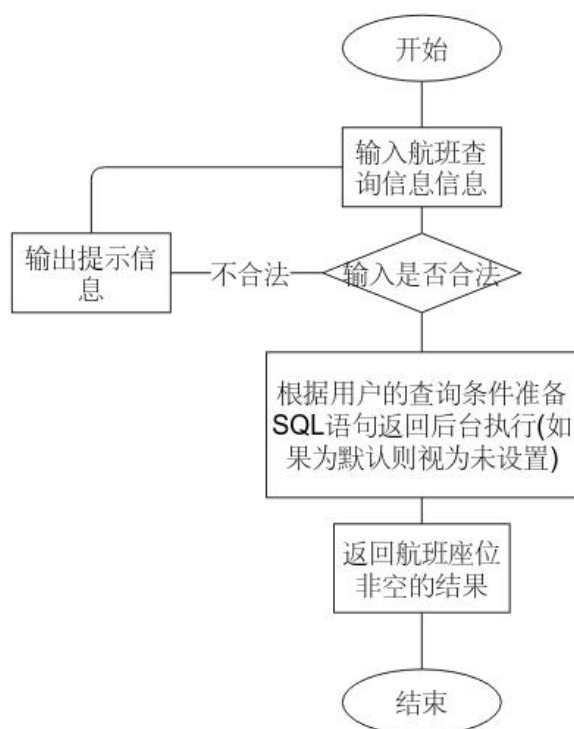 开始
输入航班查
询信息信息
输出提示信
息
不合法
输入是否合法
根据用户的查询条件准备
SQL语句返回后台执行(如
果为默认则视为未设置)
返回航班座位
非空的结果
结束